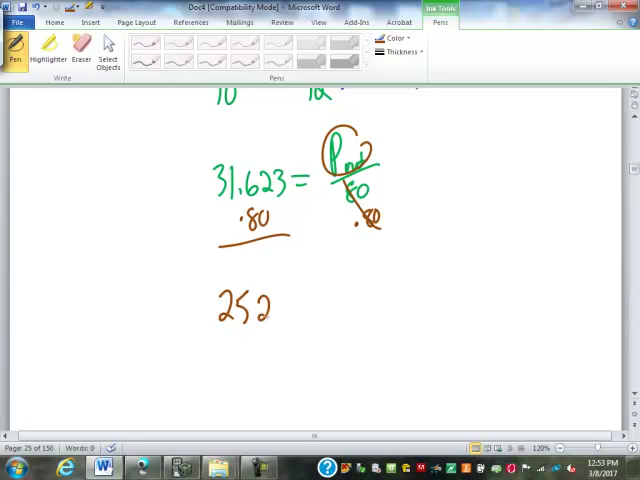 Doc4 [Compatibility Mode] - Microsoft Word
Ink Tools
File Home Insert Page Layout References Mailings Review View Add-Ins Acrobat Pens
Pen Highlighter Eraser Select Objects
Color
Thickness
Write Pens
10
31.623 = Pmd / 80
·80 ·80
252
Page: 25 of 150 Words: 0 120%
12:53 PM
3/8/2017